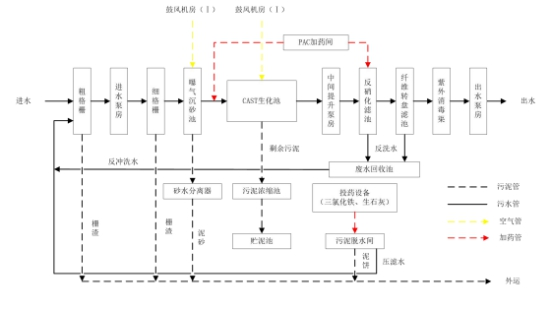 鼓风机房（Ⅰ）
鼓风机房（Ⅰ）
PAC加药间
进水
粗格栅
进水泵房
细格栅
曝气沉砂池
CAST生化池
中间提升泵房
反硝化滤池
纤维转盘滤池
紫外消毒渠
出水泵房
出水
剩余污泥
反洗水
反冲洗水
废水回收池
砂水分离器
污泥浓缩池
投药设备
（三氯化铁、生石灰）
栅渣
栅渣
泥砂
贮泥池
污泥脱水间
泥饼
压滤水
外运
污泥管
污水管
空气管
加药管